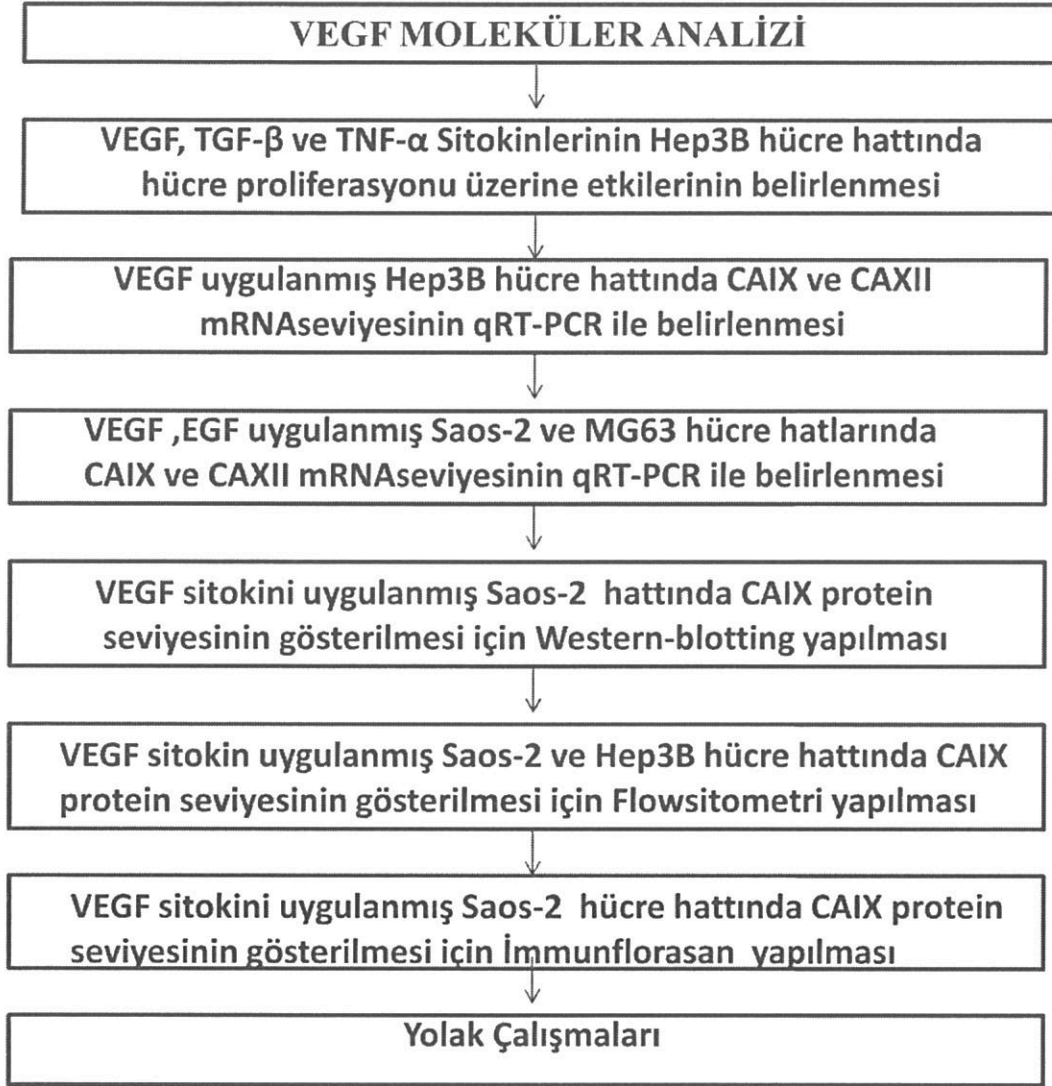 VEGF MOLEKÜLER ANALİZİ
VEGF, TGF-β ve TNF-α Sitokinlerinin Hep3B hücre hattında
hücre proliferasyonu üzerine etkilerinin belirlenmesi
VEGF uygulanmış Hep3B hücre hattında CAIX ve CAXII
mRNAseviyesinin qRT-PCR ile belirlenmesi
VEGF ,EGF uygulanmış Saos-2 ve MG63 hücre hatlarında
CAIX ve CAXII mRNAseviyesinin qRT-PCR ile belirlenmesi
VEGF sitokini uygulanmış Saos-2 hattında CAIX protein
seviyesinin gösterilmesi için Western-blotting yapılması
VEGF sitokin uygulanmış Saos-2 ve Hep3B hücre hattında CAIX
protein seviyesinin gösterilmesi için Flowsitometri yapılması
VEGF sitokini uygulanmış Saos-2 hücre hattında CAIX protein
seviyesinin gösterilmesi için İmmunflorasan yapılması
Yolak Çalışmaları